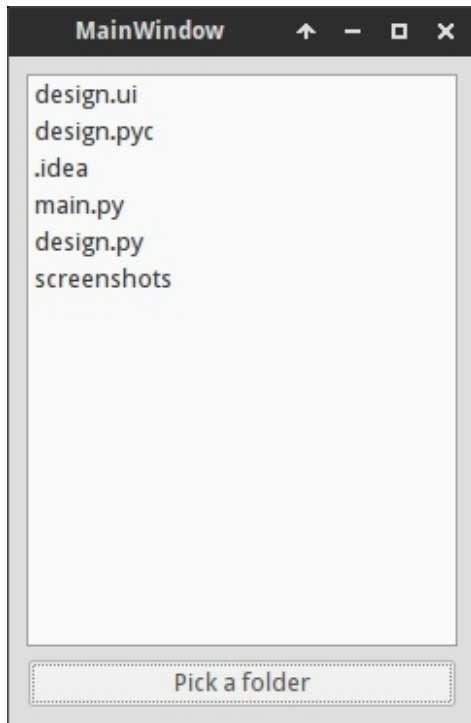 MainWindow
design.ui
design.pyc
.idea
main.py
design.py
screenshots
Pick a folder